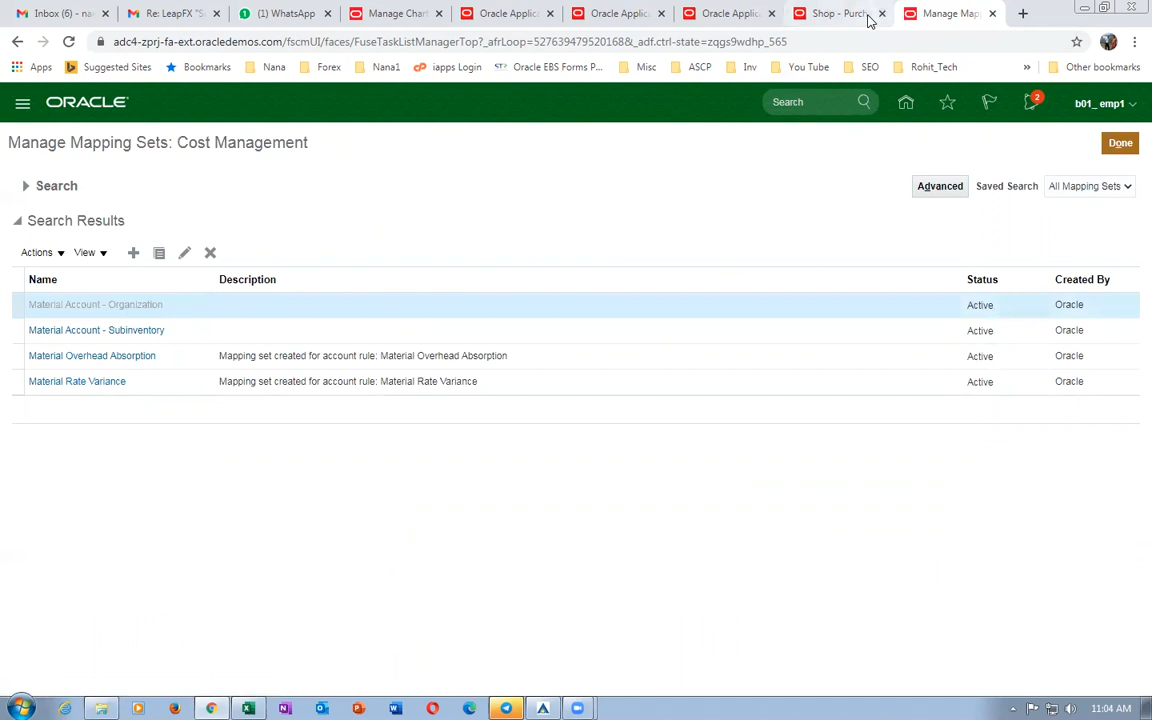 Inbox (6) - na
Re: LeapFX "S
(1) WhatsApp
Manage Chart
Oracle Applica
Oracle Applica
Oracle Applica
Shop - Purch
Manage Map
adc4-zprj-fa-ext.oracledemos.com/fscmUI/faces/FuseTaskListManagerTop?_afrLoop=5276394795201688&_adf.ctrl-state=zqgs9wdhp_565
Apps
Suggested Sites
Bookmarks
Nana
Forex
Nana1
iapps Login
Oracle EBS Forms P...
Misc
ASCP
Inv
You Tube
SEO
Rohit_Tech
»
Other bookmarks
ORACLE
Search
2
b01_ emp1
Manage Mapping Sets: Cost Management
Done
Search
Advanced
Saved Search
All Mapping Sets
Search Results
Actions
View
Name
Description
Status
Created By
Material Account - Organization
Active
Oracle
Material Account - Subinventory
Active
Oracle
Material Overhead Absorption
Mapping set created for account rule: Material Overhead Absorption
Active
Oracle
Material Rate Variance
Mapping set created for account rule: Material Rate Variance
Active
Oracle
11:04 AM